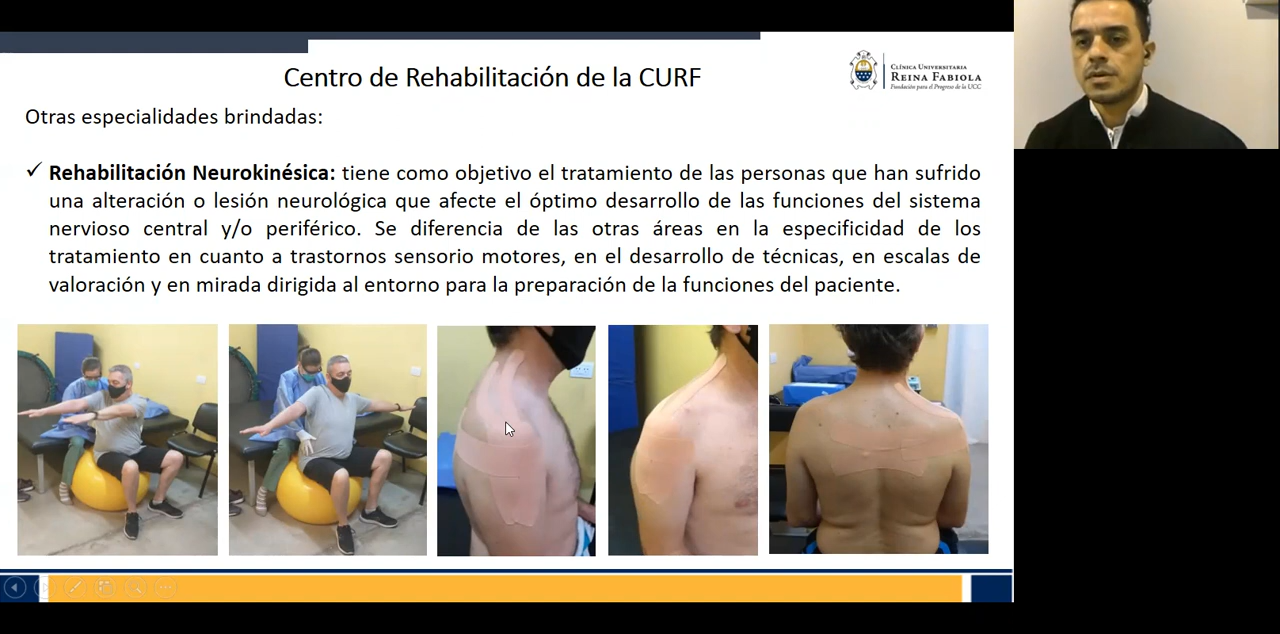 Centro de Rehabilitación de la CURF
CLÍNICA UNIVERSITARIA
REINA FABIOLA
Fundación para el Progreso de la UCC
Otras especialidades brindadas:
✓ Rehabilitación Neurokinésica: tiene como objetivo el tratamiento de las personas que han sufrido
una alteración o lesión neurológica que afecte el óptimo desarrollo de las funciones del sistema
nervioso central y/o periférico. Se diferencia de las otras áreas en la especificidad de los
tratamiento en cuanto a trastornos sensorio motores, en el desarrollo de técnicas, en escalas de
valoración y en mirada dirigida al entorno para la preparación de la funciones del paciente.